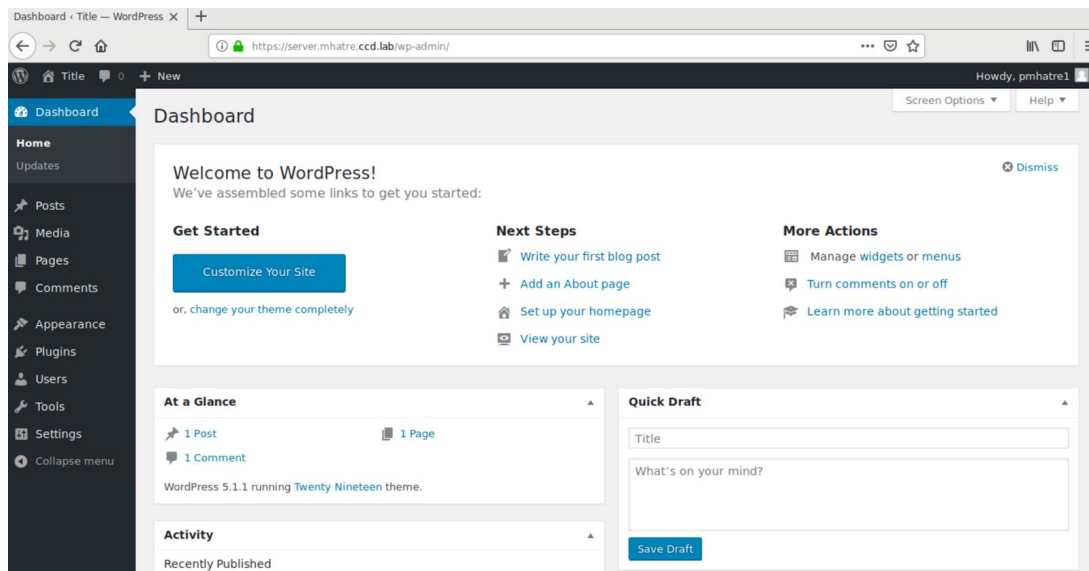 Dashboard ‹ Title — WordPress
https://server.mhatre.ccd.lab/wp-admin/
Title 0 New Howdy, pmhatre1
Screen Options Help
Dashboard
Home
Updates
Posts
Media
Pages
Comments
Appearance
Plugins
Users
Tools
Settings
Collapse menu
Dashboard
Welcome to WordPress!
Dismiss
We've assembled some links to get you started:
Get Started
Customize Your Site
or, change your theme completely
Next Steps
Write your first blog post
Add an About page
Set up your homepage
View your site
More Actions
Manage widgets or menus
Turn comments on or off
Learn more about getting started
At a Glance
1 Post 1 Page
1 Comment
WordPress 5.1.1 running Twenty Nineteen theme.
Activity
Recently Published
Quick Draft
Title
What's on your mind?
Save Draft